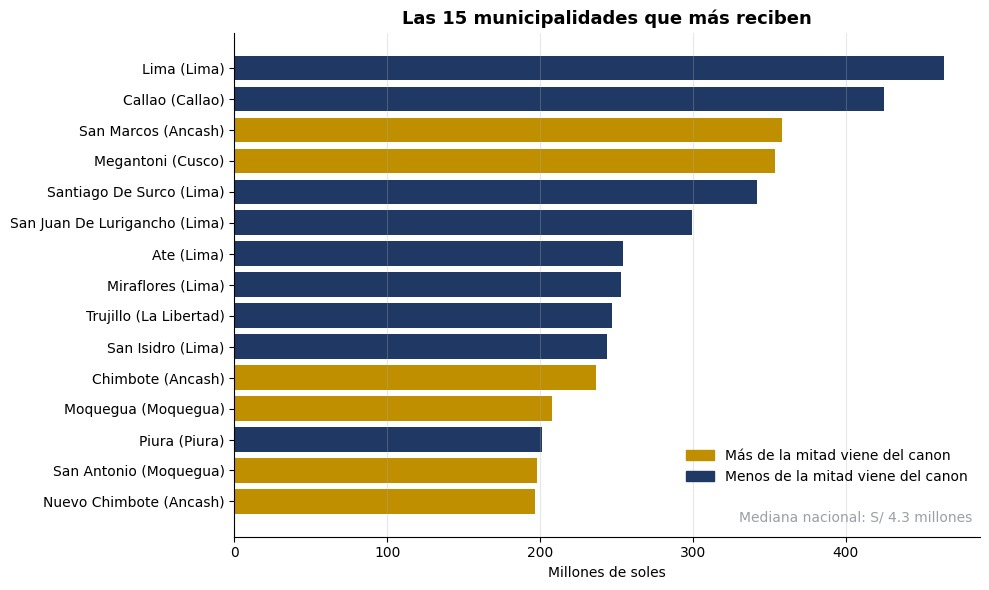 Las 15 municipalidades que más reciben
Lima (Lima)
Callao (Callao)
San Marcos (Ancash)
Megantoni (Cusco)
Santiago De Surco (Lima)
San Juan De Lurigancho (Lima)
Ate (Lima)
Miraflores (Lima)
Trujillo (La Libertad)
San Isidro (Lima)
Chimbote (Ancash)
Moquegua (Moquegua)
Piura (Piura)
San Antonio (Moquegua)
Nuevo Chimbote (Ancash)
Más de la mitad viene del canon
Menos de la mitad viene del canon
Mediana nacional: S/ 4.3 millones
0 100 200 300 400
Millones de soles